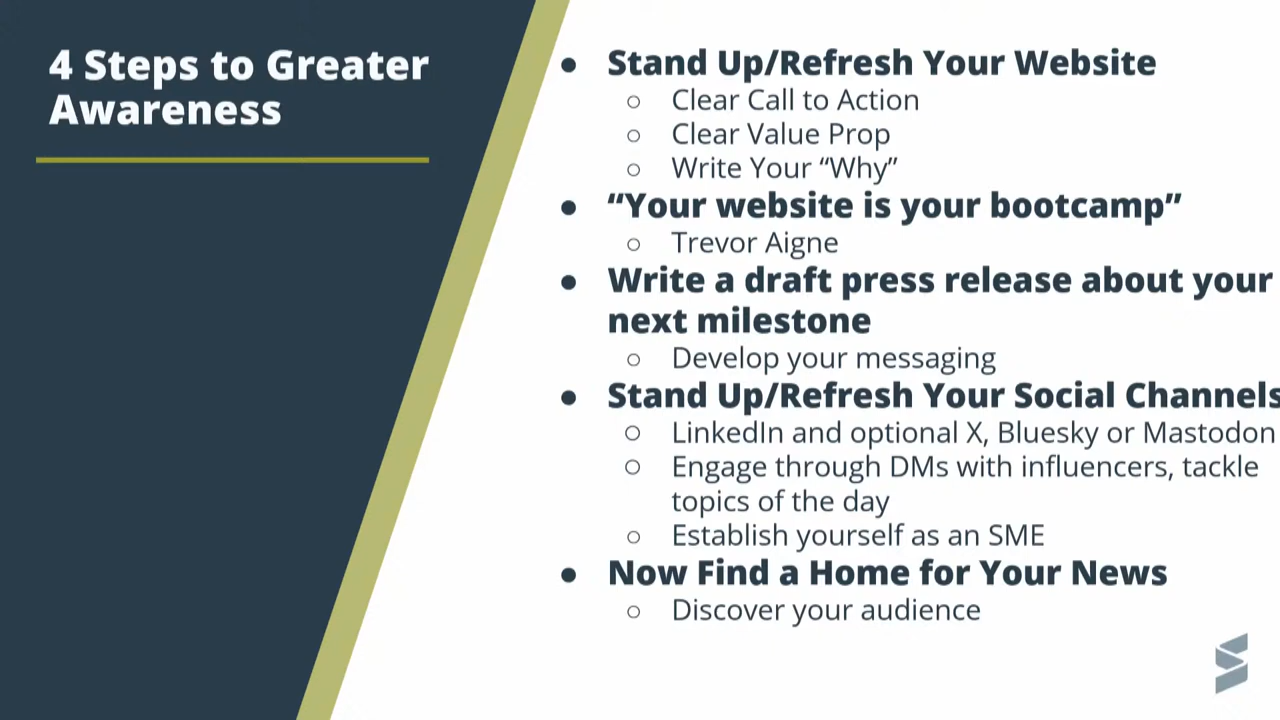 4 Steps to Greater
Awareness
● Stand Up/Refresh Your Website
○ Clear Call to Action
○ Clear Value Prop
○ Write Your “Why”
● “Your website is your bootcamp”
○ Trevor Aigne
● Write a draft press release about your
next milestone
○ Develop your messaging
● Stand Up/Refresh Your Social Channels
○ LinkedIn and optional X, Bluesky or Mastodon
○ Engage through DMs with influencers, tackle
topics of the day
○ Establish yourself as an SME
● Now Find a Home for Your News
○ Discover your audience